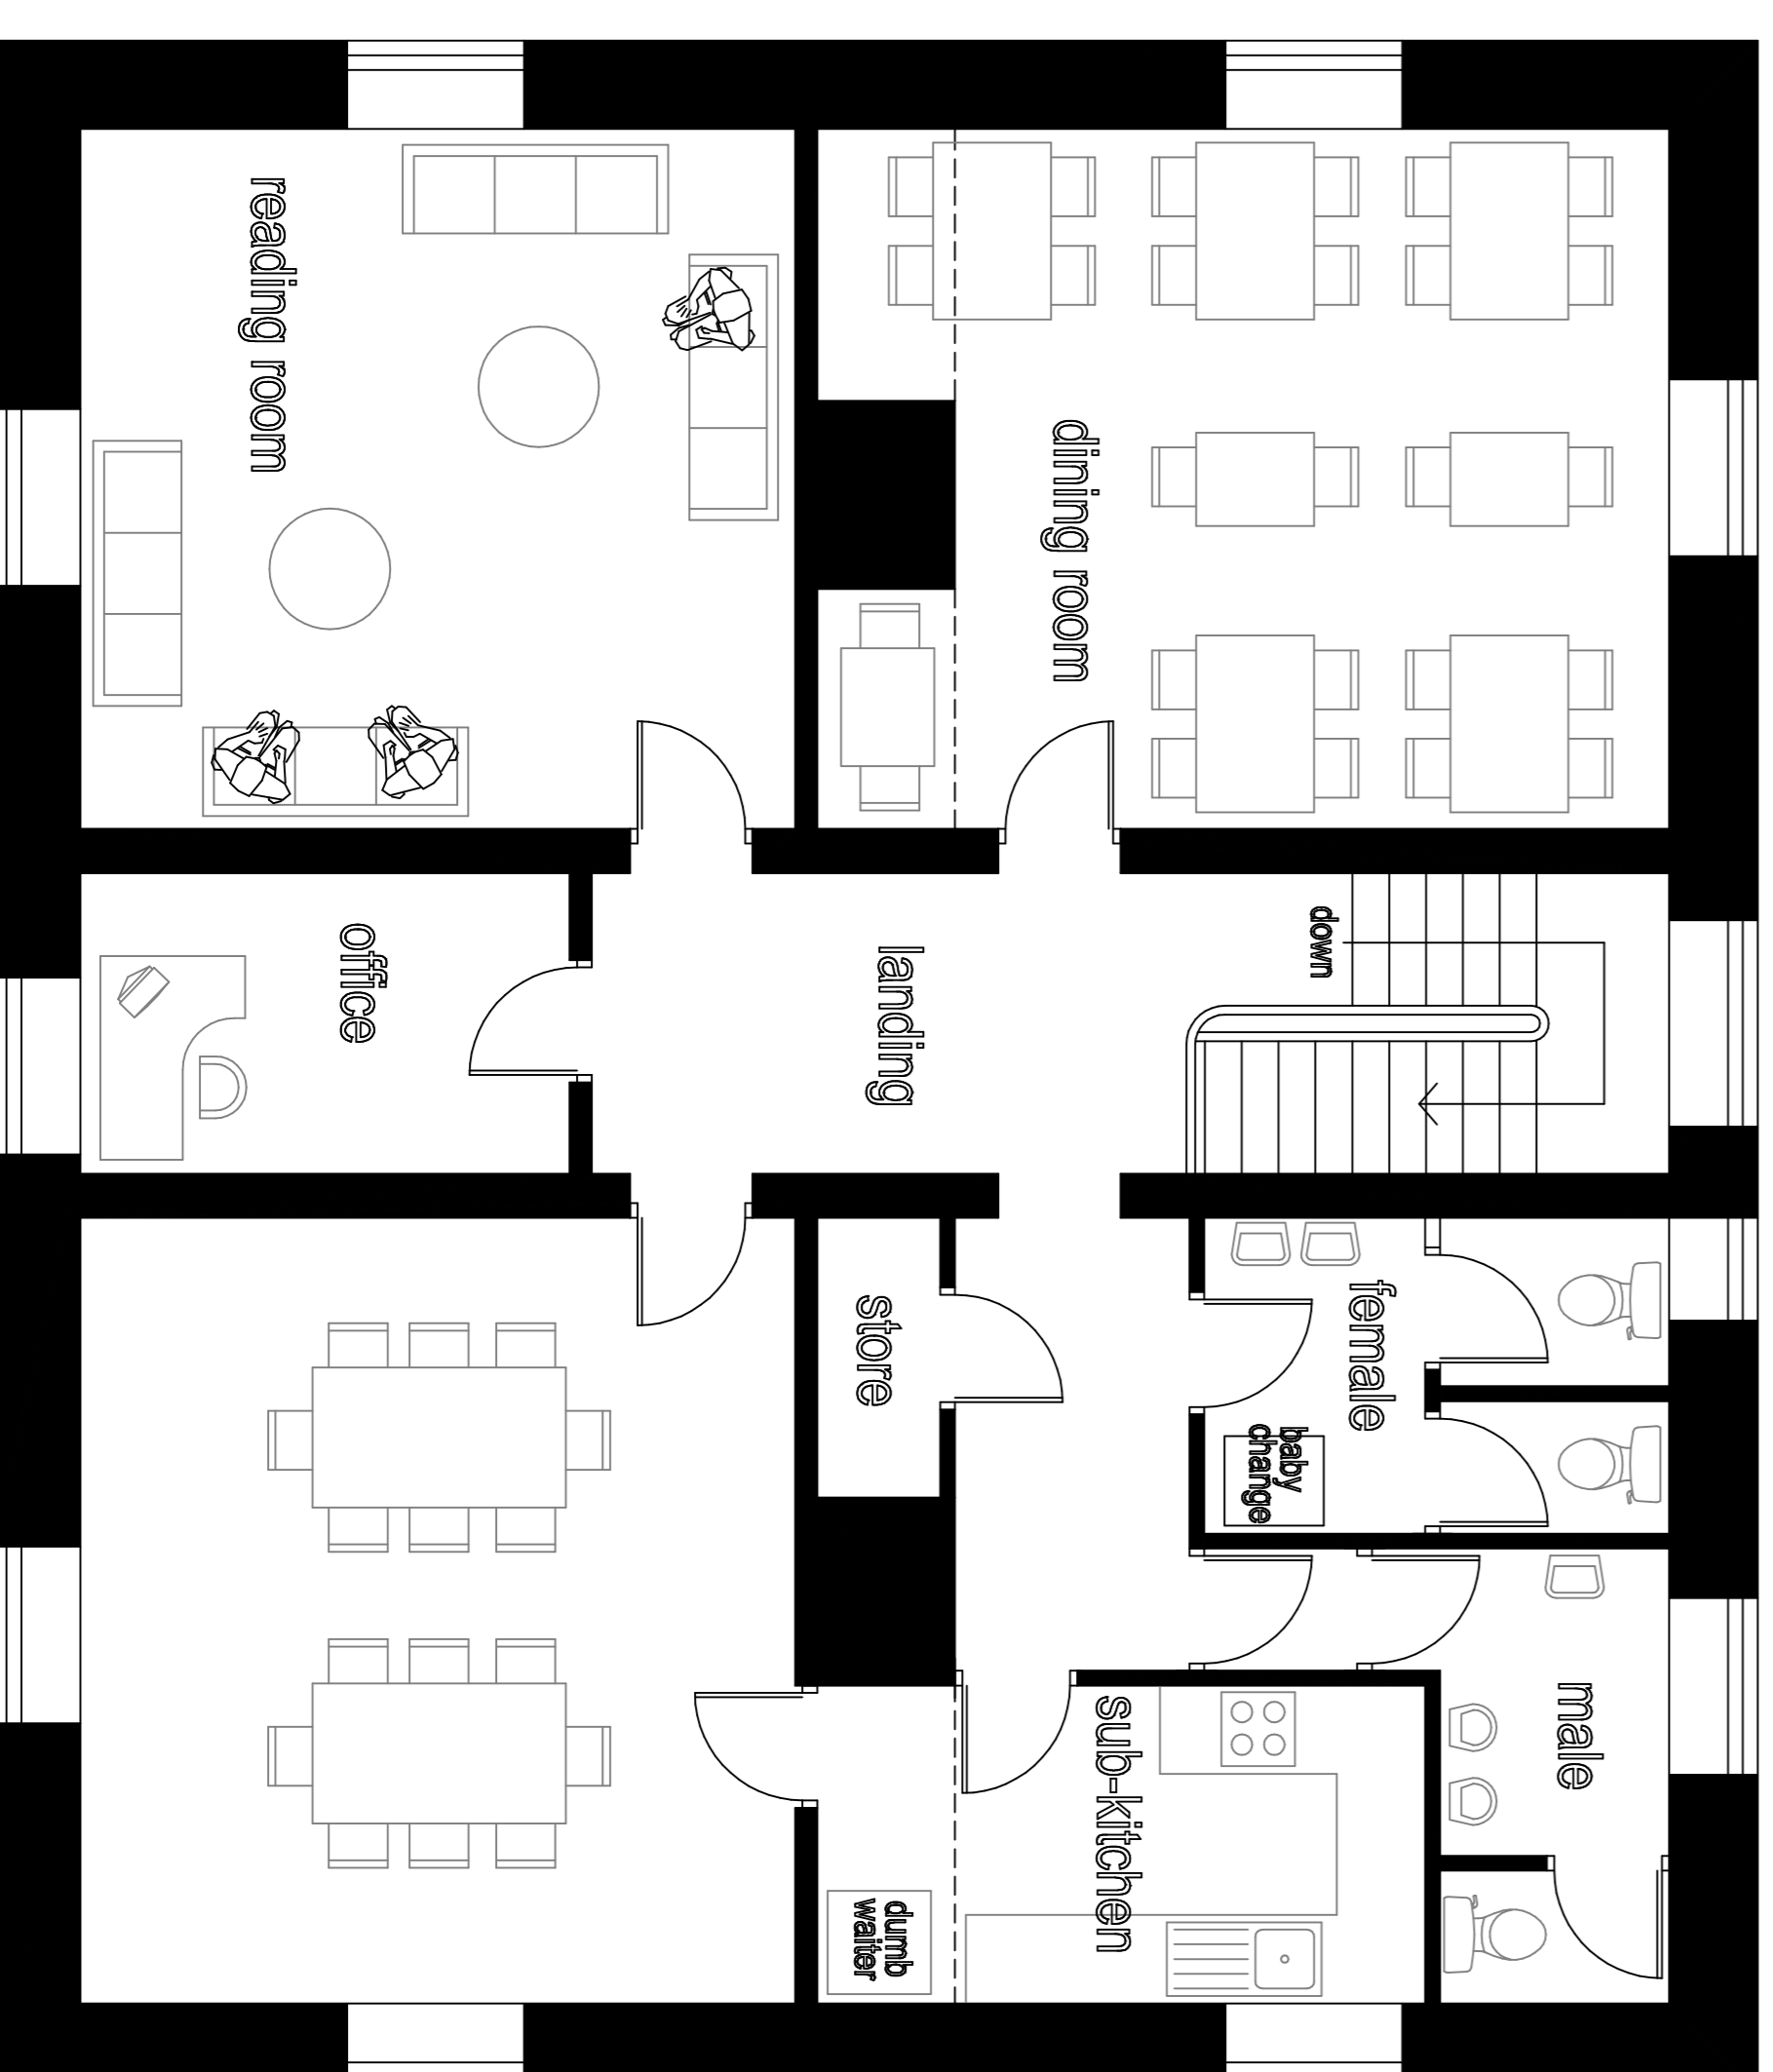 reading room
dining room
office
landing
down
store
female
baby
change
male
sub-kitchen
dumb
waiter